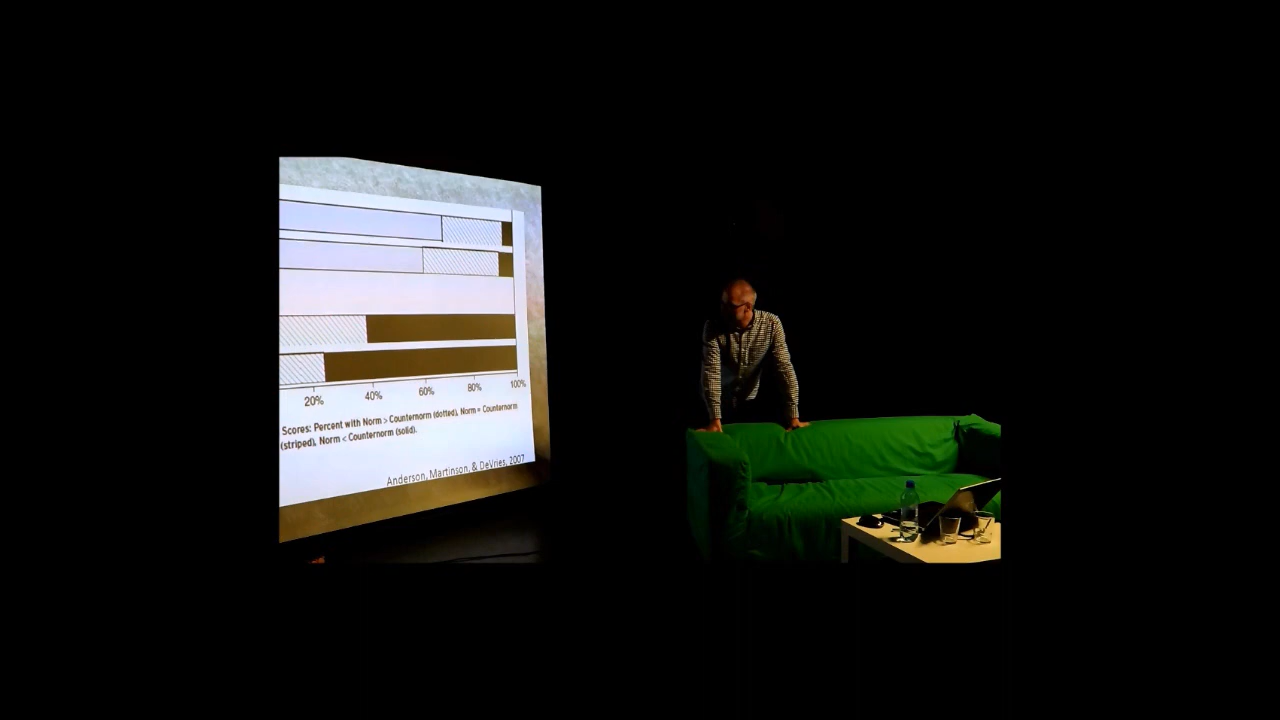 20% 40% 60% 80% 100%
Scores: Percent with Norm > Counternorm (dotted), Norm = Counternorm
(striped), Norm < Counternorm (solid).
Anderson, Martinson, & DeVries, 2007